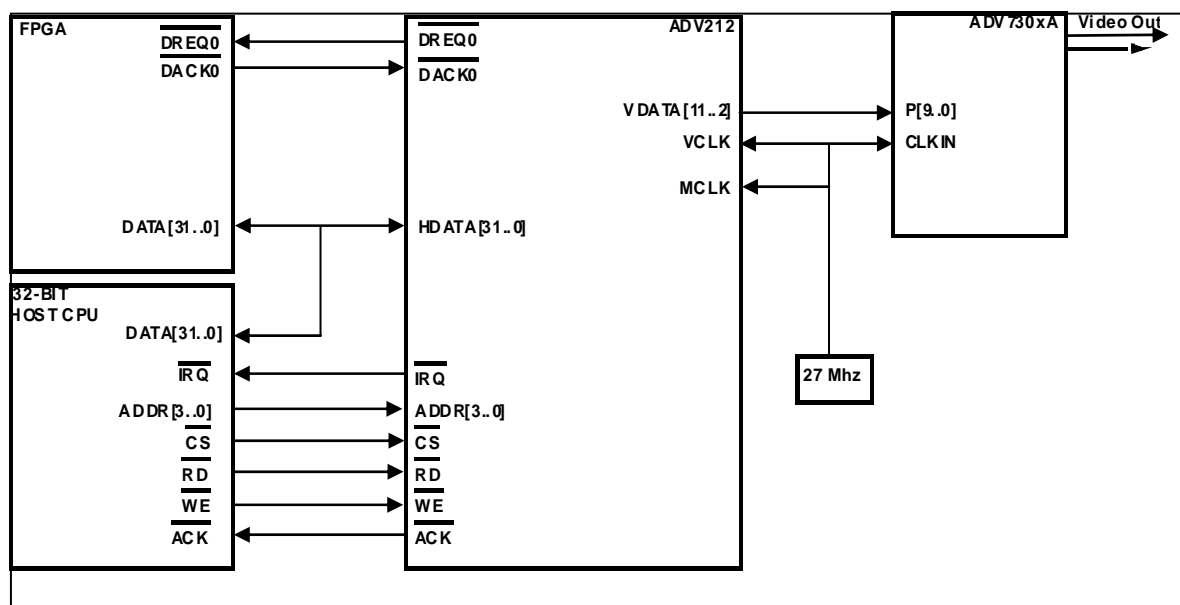 FPGA
DREQ0
DACK0
DATA[31..0]
32-BIT
HOST CPU
DATA[31..0]
IRQ
ADDR[3..0]
CS
RD
WE
ACK
ADV212
DREQ0
DACK0
VDATA[11..2]
VCLK
MCLK
HDATA[31..0]
IRQ
ADDR[3..0]
CS
RD
WE
ACK
ADV730xA
P[9..0]
CLKIN
Video Out
27 Mhz